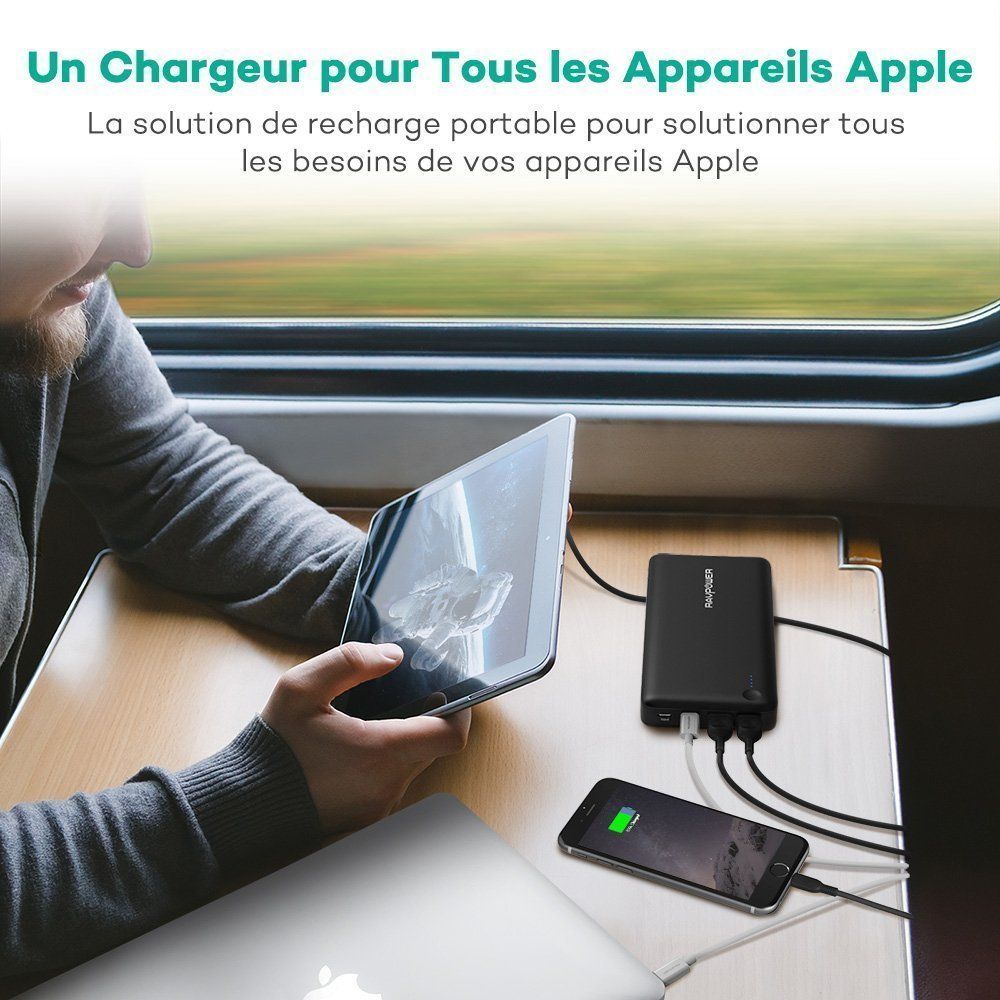 Un Chargeur pour Tous les Appareils Apple
La solution de recharge portable pour solutionner tous
les besoins de vos appareils Apple
RAVPOWER